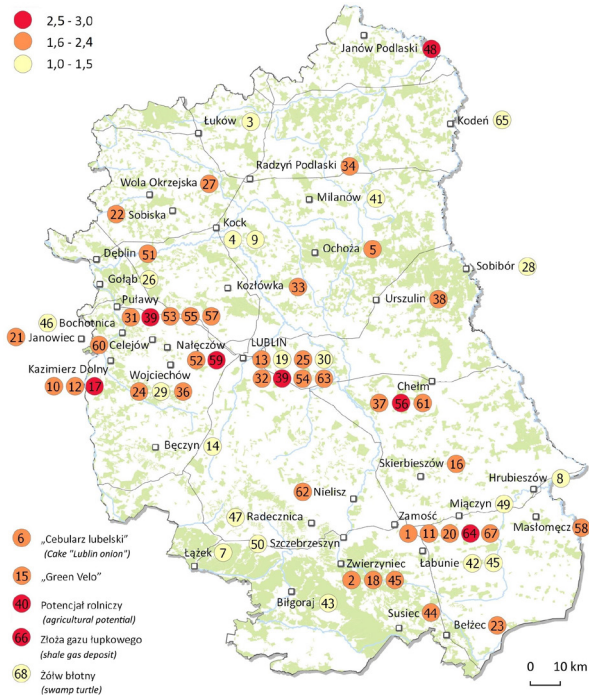 2,5 - 3,0
1,6 - 2,4
1,0 - 1,5
Janów Podlaski 48
Łuków 3
Kodeń 65
Radzyń Podlaski 34
Wola Okrzejska 27
Milanów 41
22 Sobiska
Kock
4 9
Ochoża 5
Dęblin 51
Sobibór 28
Gołąb 26
Kozłówka 33
Urszulin 38
Puławy
31 39 53 55 57
46 Bochotnica
21 Janowiec
60 Celejów
Nałęczów
52 59
LUBLIN
13 19 25 30
32 39 54 63
Kazimierz Dolny
10 12 17
Wojciechów
24 29 36
Chełm
37 56 61
Bęczyn 14
Skierbieszów 16
Hrubieszów 8
62 Nielisz
Miączyn 49
47 Radecznica
Zamość
1 11 20 64 67
Masłomęcz 58
50 Szczebrzeszyn
Łążek 7
Łabunie 42 45
Zwierzyniec
2 18 45
Biłgoraj 43
Susiec 44
Bełżec 23
6 „Cebularz lubelski”
(Cake "Lublin onion")
15 „Green Velo”
40 Potencjał rolniczy
(agricultural potential)
66 Złoża gazu łupkowego
(shale gas deposit)
68 Żółw błotny
(swamp turtle)
0 10 km